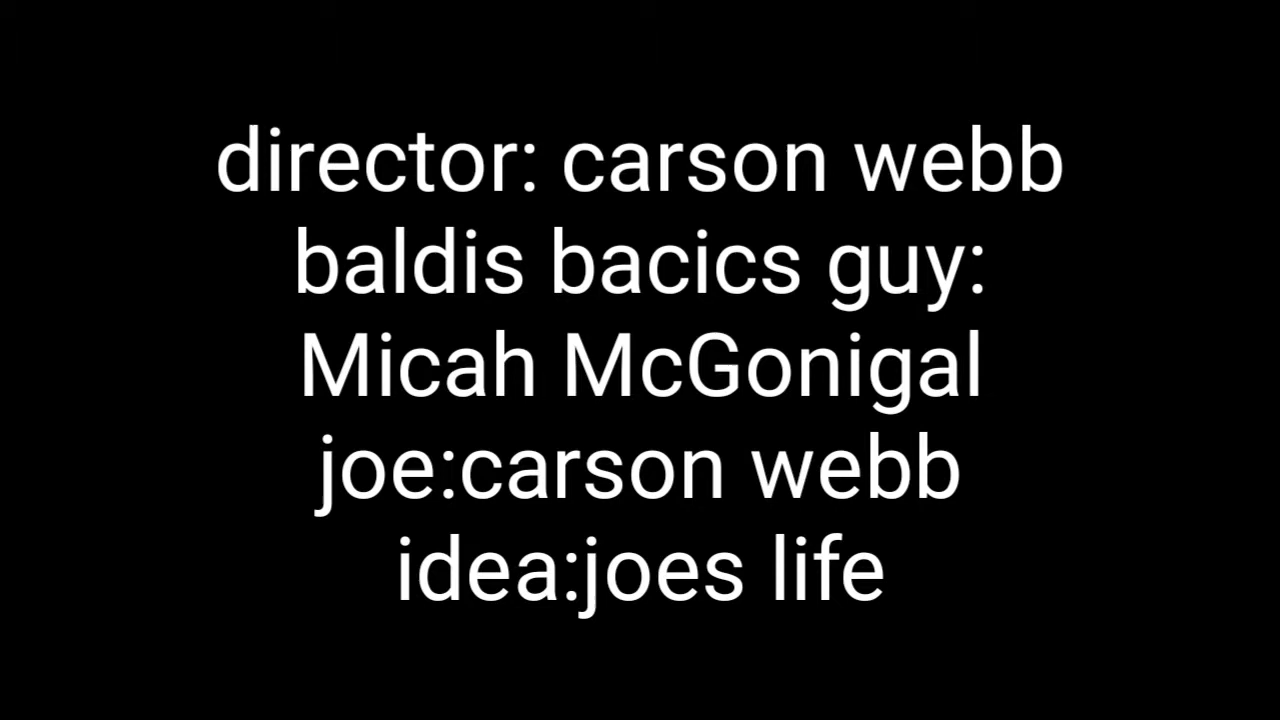 director: carson webb
baldis bacics guy:
Micah McGonigal
joe:carson webb
idea:joes life